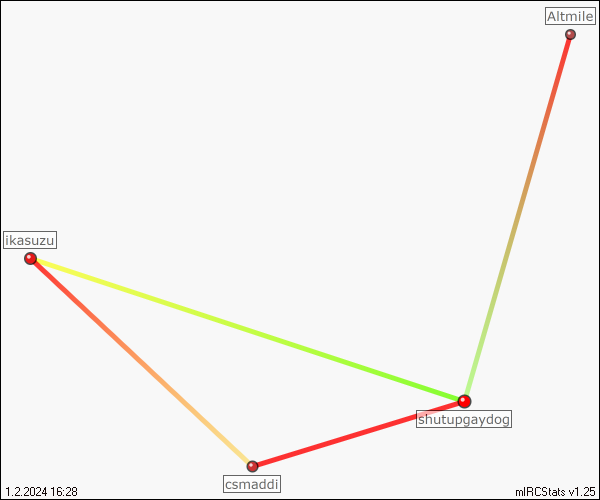 Altmile
ikasuzu
shutupgaydog
csmaddi
1.2.2024 16:28
mIRCStats v1.25